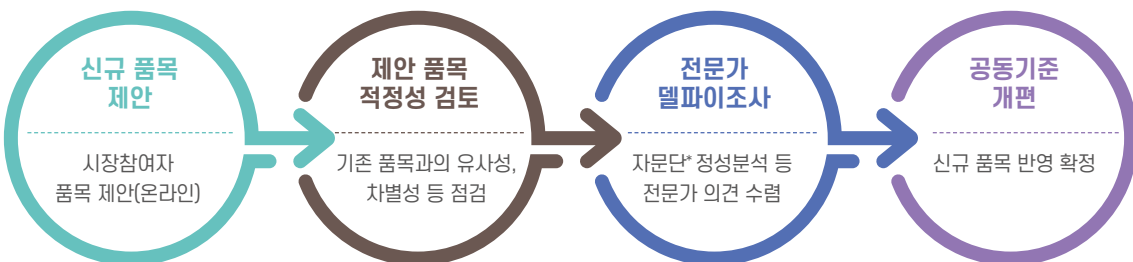 신규 품목
제안
시장참여자
품목 제안(온라인)
제안 품목
적정성 검토
기존 품목과의 유사성,
차별성 등 점검
전문가
델파이조사
자문단* 정성분석 등
전문가 의견 수렴
공동기준
개편
신규 품목 반영 확정